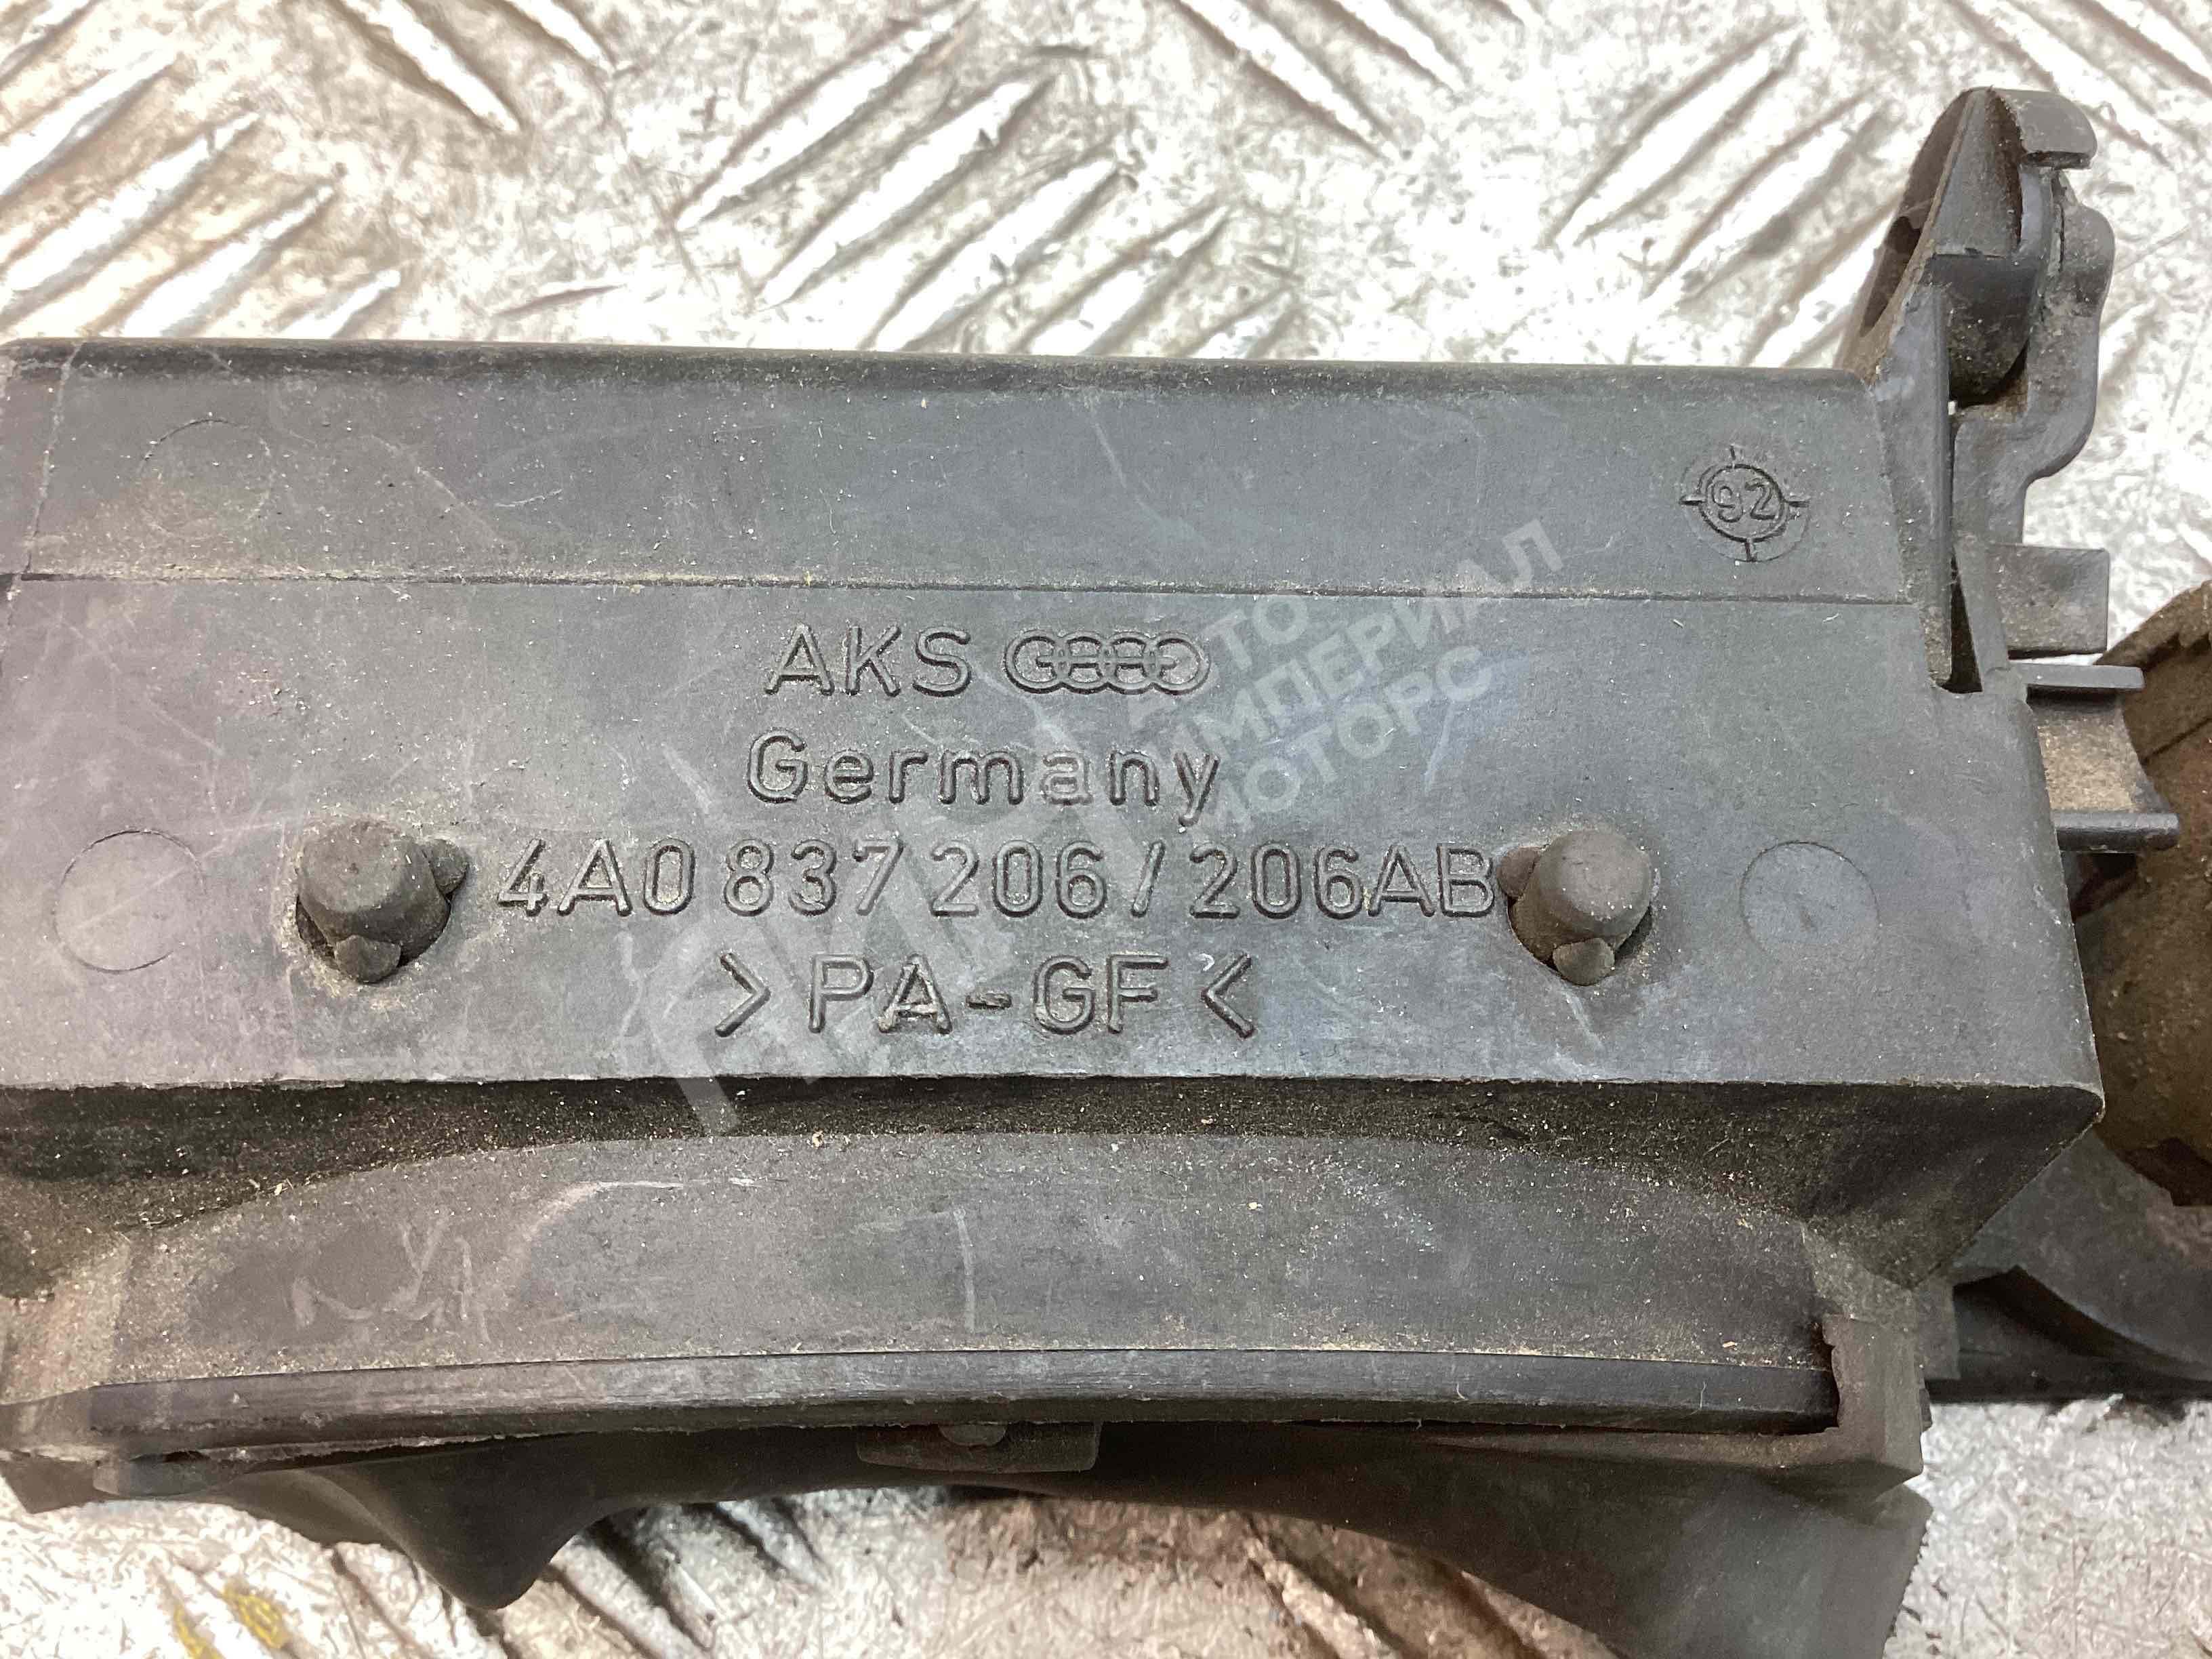 92
AKS
Germany
4A0 837 206 / 206AB
>PA-GF<
АВТО
ИМПЕРИАЛ
МОТОРС